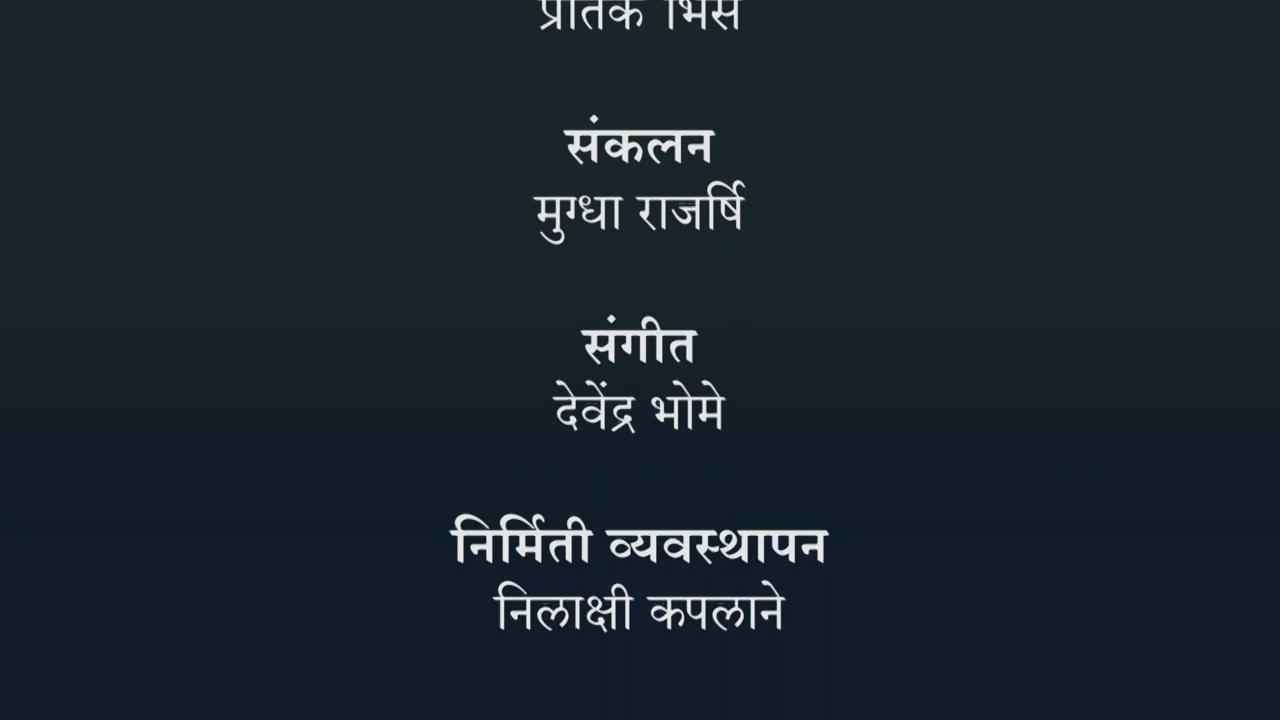 संकलन
मुग्धा राजर्षि
संगीत
देवेंद्र भोमे
निर्मिती व्यवस्थापन
निलाक्षी कपलाने